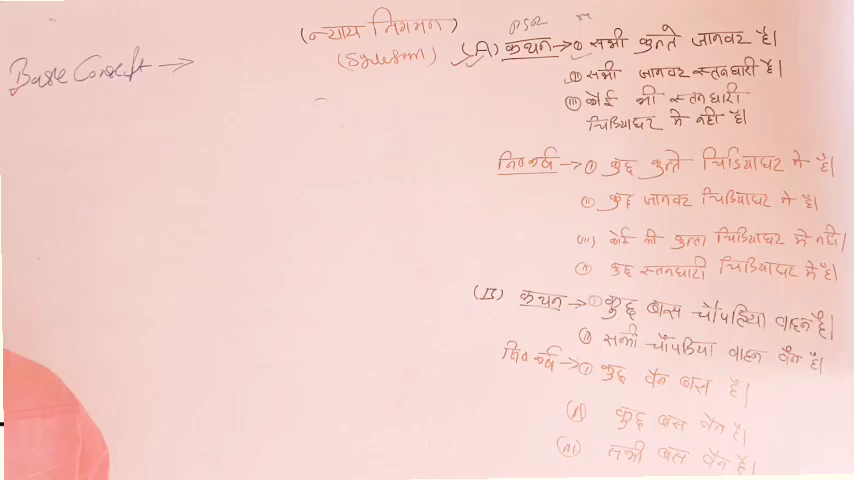 (न्याय निगमन)
(Syllogism)
Basic Concept →
(A) कथन → (i) सभी कुत्ते जानवर है।
(ii) सभी जानवर स्तनधारी है।
(iii) कोई भी स्तनधारी
चिडियाघर मे नही है।
निष्कर्ष → (i) कुछ कुत्ते चिडियाघर मे है।
(ii) कुछ जानवर चिडियाघर मे है।
(iii) कोई भी कुत्ता चिडियाघर मे नही।
कुछ स्तनधारी चिडियाघर मे है।
(B) कथन → (i) कुछ बस चौपहिया वाहन है।
(ii) सभी चौपहिया वाहन वैन है।
निष्कर्ष → (i) कुछ वैन बस है।
(ii) कुछ बस वैन है।
(iii) सभी बस वैन है।